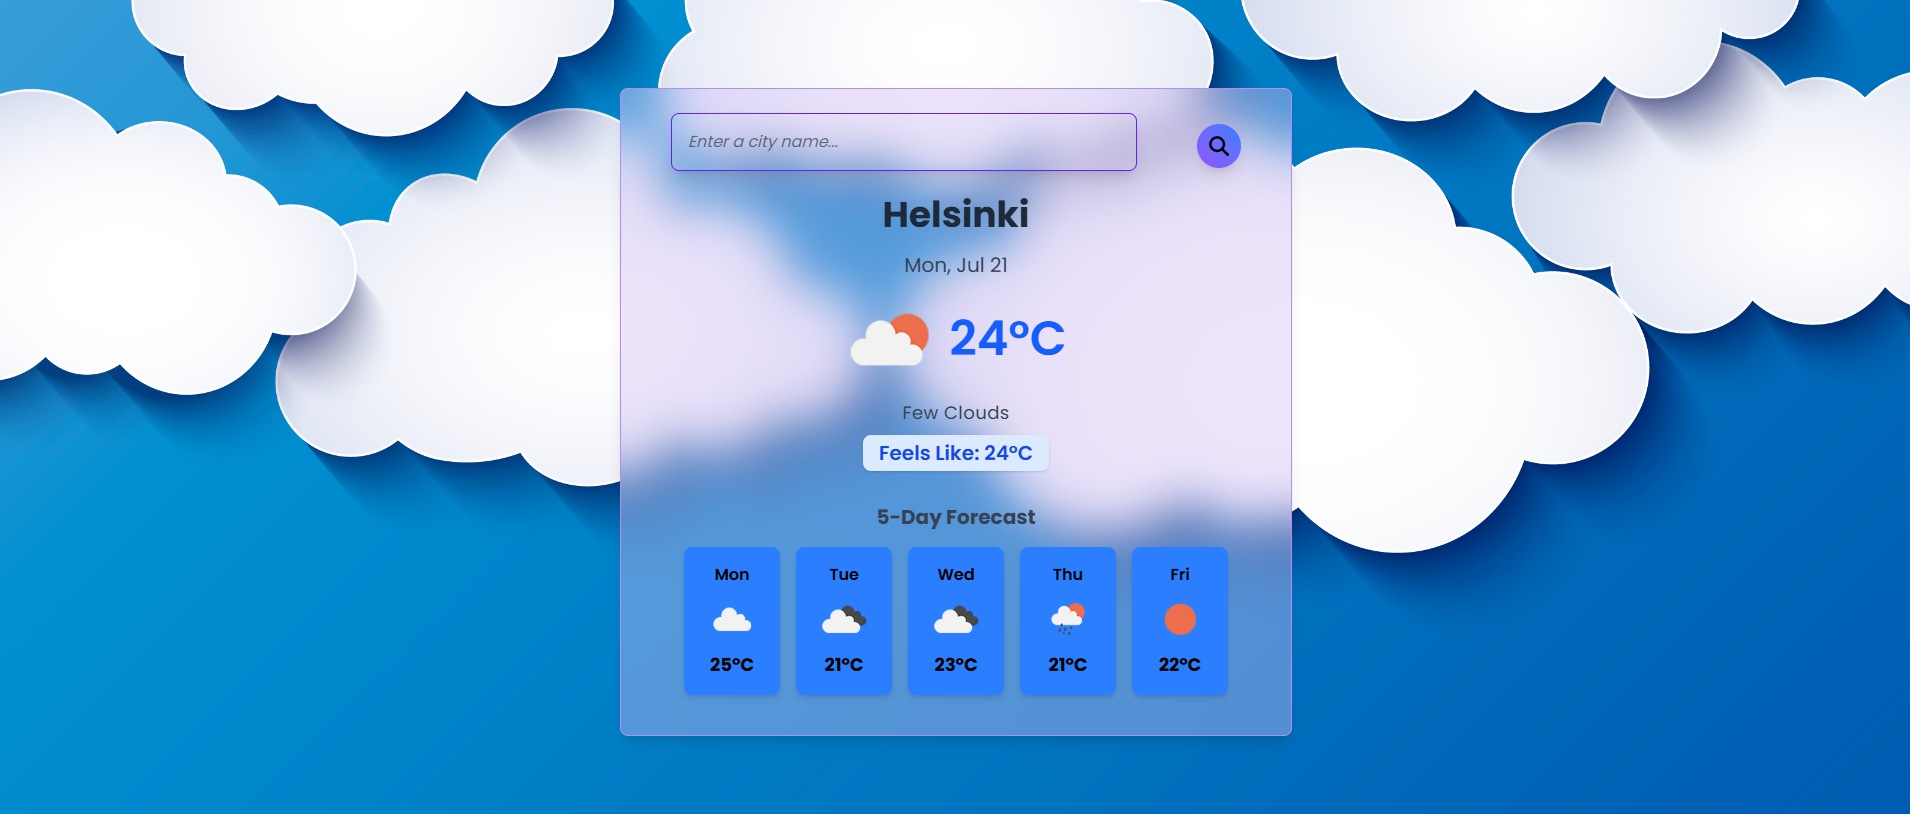 Enter a city name...
Helsinki
Mon, Jul 21
24°C
Few Clouds
Feels Like: 24°C
5-Day Forecast
Mon Tue Wed Thu Fri
25°C 21°C 23°C 21°C 22°C